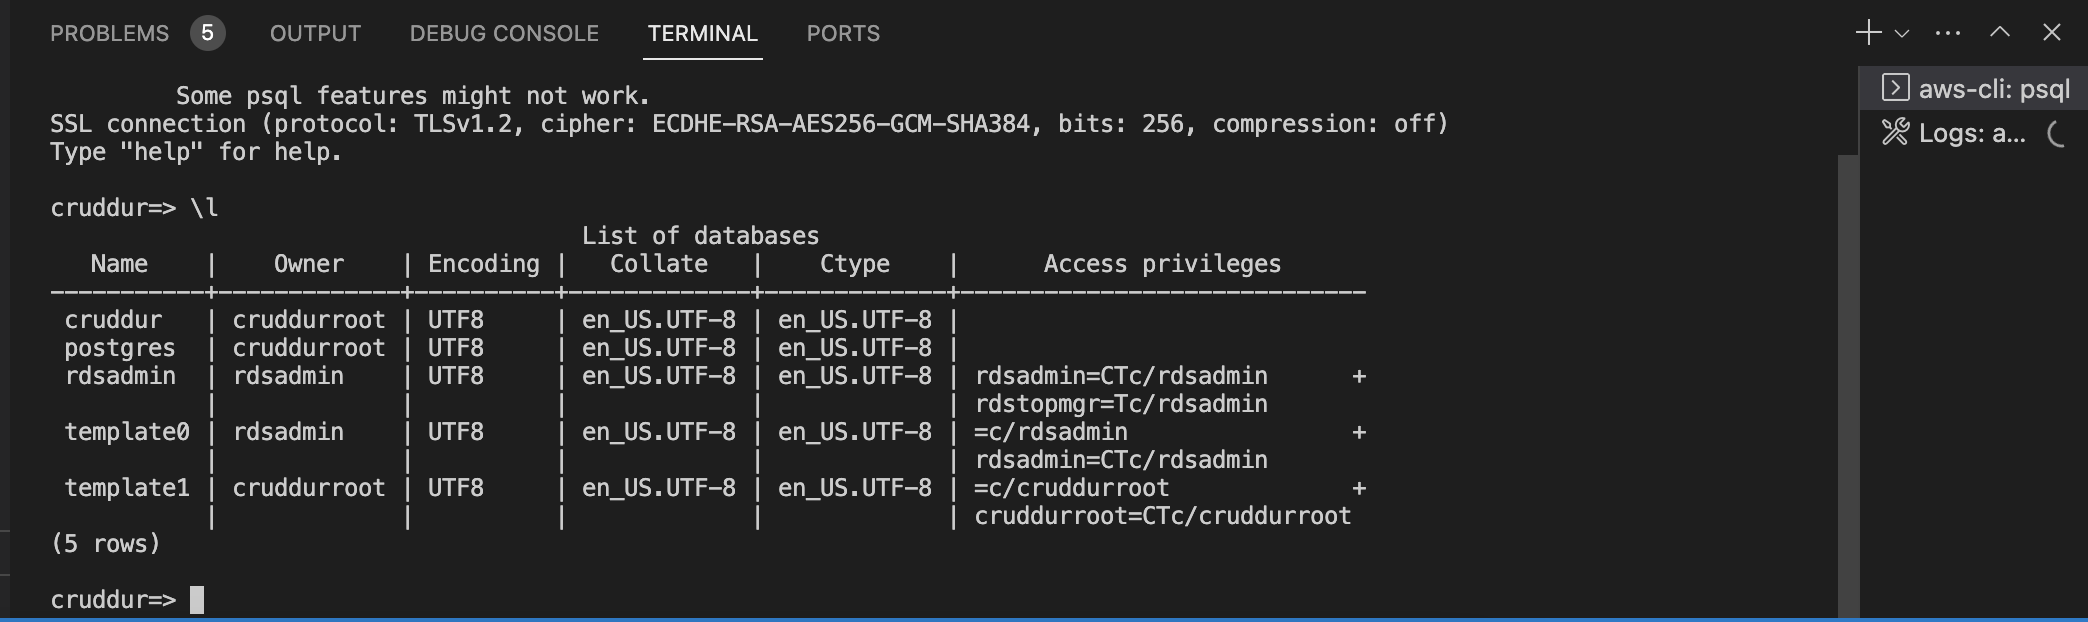 PROBLEMS 5 OUTPUT DEBUG CONSOLE TERMINAL PORTS
aws-cli: psql
Logs: a...
         Some psql features might not work.
SSL connection (protocol: TLSv1.2, cipher: ECDHE-RSA-AES256-GCM-SHA384, bits: 256, compression: off)
Type "help" for help.

cruddur=> \l
                                      List of databases
   Name    |    Owner    | Encoding |   Collate   |    Ctype    |      Access privileges
-----------+-------------+----------+-------------+-------------+-----------------------------
 cruddur   | cruddurroot | UTF8     | en_US.UTF-8 | en_US.UTF-8 |
 postgres  | cruddurroot | UTF8     | en_US.UTF-8 | en_US.UTF-8 |
 rdsadmin  | rdsadmin    | UTF8     | en_US.UTF-8 | en_US.UTF-8 | rdsadmin=CTc/rdsadmin      +
           |             |          |             |             | rdstopmgr=Tc/rdsadmin
 template0 | rdsadmin    | UTF8     | en_US.UTF-8 | en_US.UTF-8 | =c/rdsadmin                +
           |             |          |             |             | rdsadmin=CTc/rdsadmin
 template1 | cruddurroot | UTF8     | en_US.UTF-8 | en_US.UTF-8 | =c/cruddurroot             +
           |             |          |             |             | cruddurroot=CTc/cruddurroot
(5 rows)

cruddur=>